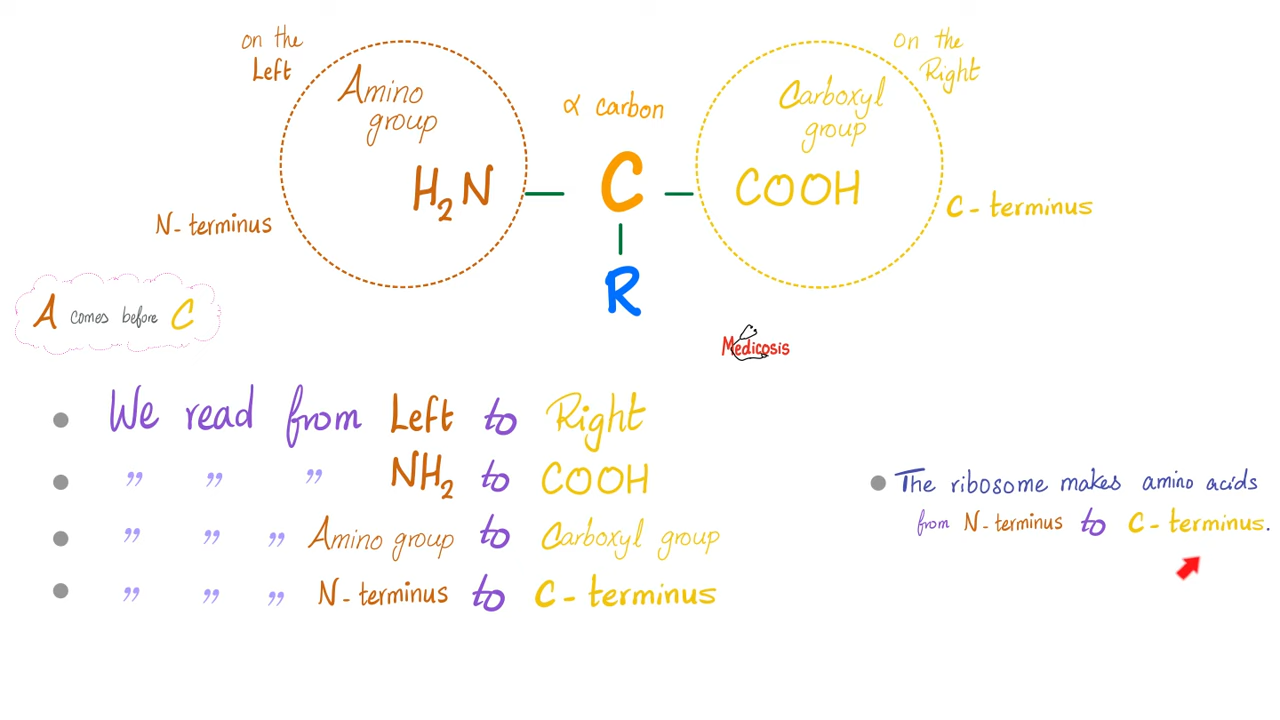 on the
Left
Amino
group
H2N
N-terminus
α carbon
C
R
on the
Right
Carboxyl
group
COOH
C-terminus
A comes before C
Medicosis
We read from Left to Right
” ” ” NH2 to COOH
” ” ” Amino group to Carboxyl group
” ” ” N-terminus to C-terminus
The ribosome makes amino acids
from N-terminus to C-terminus.